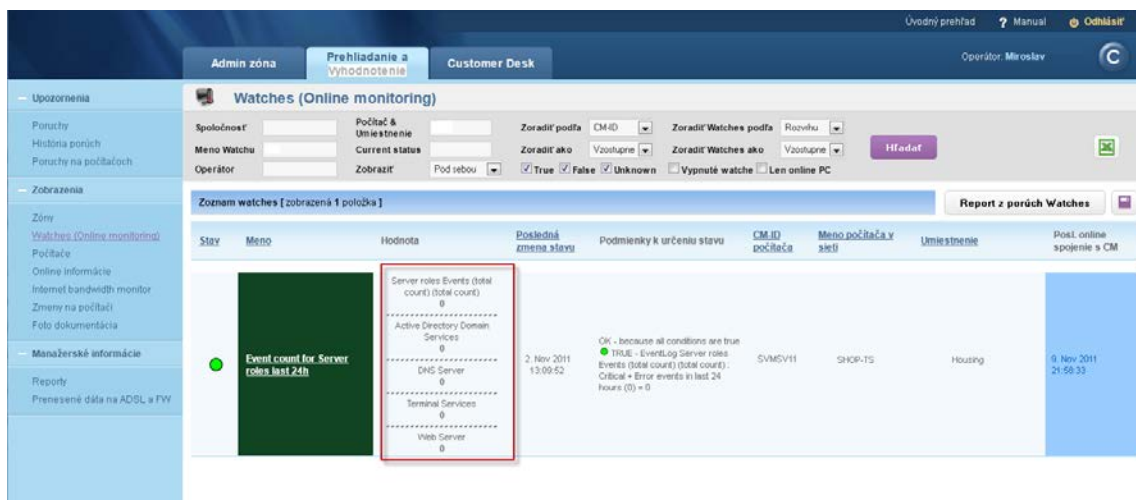 Úvodný prehľad ? Manual Odhlásiť
Admin zóna
Prehliadanie a
Vyhodnotenie
Customer Desk
Operátor: Miroslav
C
Upozornenia
Poruchy
História porúch
Poruchy na počítačoch
Zobrazenia
Zóny
Watches (Online monitoring)
Počítače
Online informácie
Internet bandwidth monitor
Zmeny na počítači
Foto dokumentácia
Manažerské informácie
Reporty
Prenesené dáta na ADSL a FW
Watches (Online monitoring)
Spoločnosť
Počítač &
Umiestnenie
Zoradiť podľa CM-ID
Zoradiť Watches podľa Rozvrhu
Meno Watchu
Current status
Zoradiť ako Vzostupne
Zoradiť Watches ako Vzostupne
Hľadať
Operátor
Zobraziť Pod sebou
True False Unknown Vypnuté watche Len online PC
Zoznam watches [ zobrazená 1 položka ]
Report z porúch Watches
Stav
Meno
Hodnota
Posledná
zmena stavu
Podmienky k určeniu stavu
CM.ID
počítača
Meno počítača v
sieti
Umiestnenie
Posl. online
spojenie s CM
Event count for Server
roles last 24h
Server roles Events (total
count) (total count)
0
Active Directory Domain
Services
0
DNS Server
0
Terminal Services
0
Web Server
0
2. Nov 2011
13:09:52
OK - because all conditions are true
TRUE - EventLog Server roles
Events (total count) (total count) :
Critical + Error events in last 24
hours (0) = 0
SVMSV11
SHOP-TS
Housing
9. Nov 2011
21:58:33